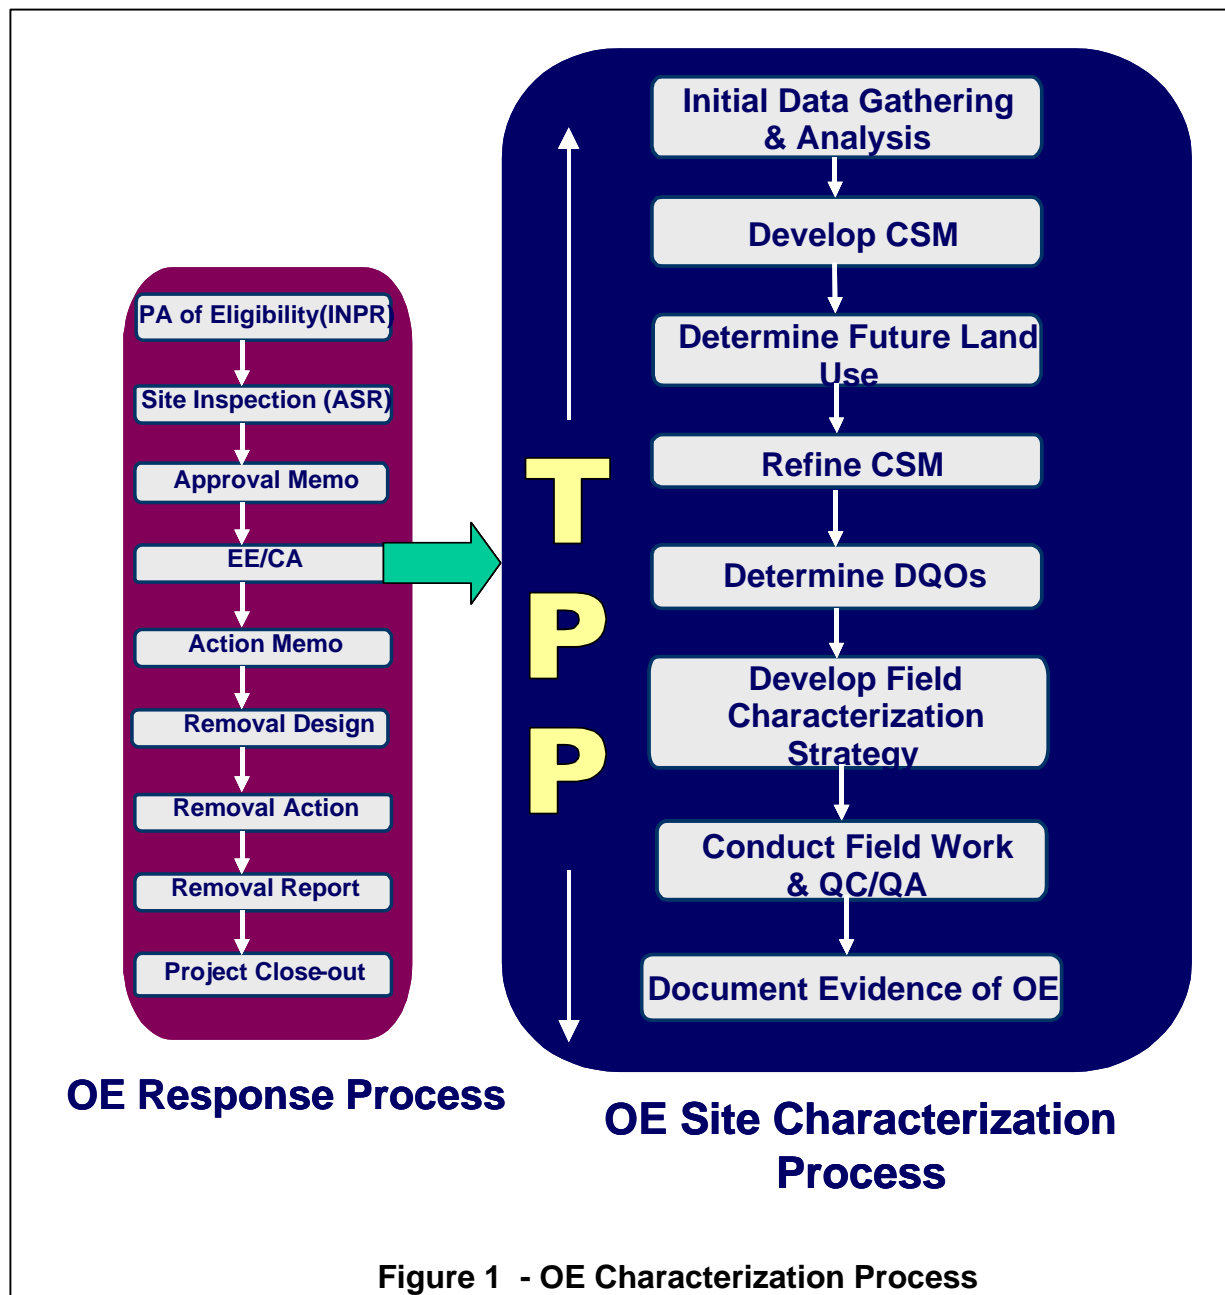 PA of Eligibility(INPR)
Site Inspection (ASR)
Approval Memo
EE/CA
Action Memo
Removal Design
Removal Action
Removal Report
Project Close-out
OE Response Process
T
P
P
Initial Data Gathering
& Analysis
Develop CSM
Determine Future Land
Use
Refine CSM
Determine DQOs
Develop Field
Characterization
Strategy
Conduct Field Work
& QC/QA
Document Evidence of OE
OE Site Characterization
Process
Figure 1 - OE Characterization Process